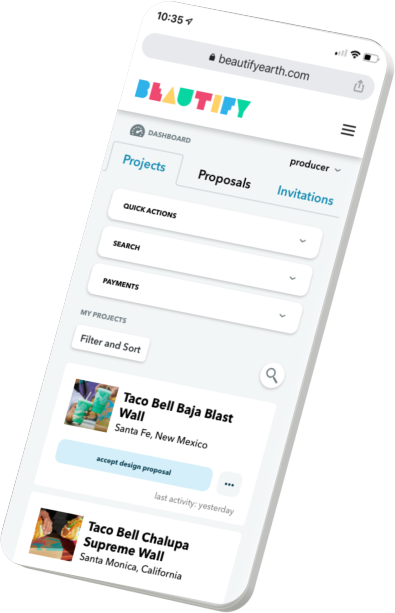 10:35
beautifyearth.com
BEAUTIFY
DASHBOARD
producer
Projects
Proposals
Invitations
QUICK ACTIONS
SEARCH
PAYMENTS
MY PROJECTS
Filter and Sort
Taco Bell Baja Blast
Wall
Santa Fe, New Mexico
accept design proposal
last activity: yesterday
Taco Bell Chalupa
Supreme Wall
Santa Monica, California